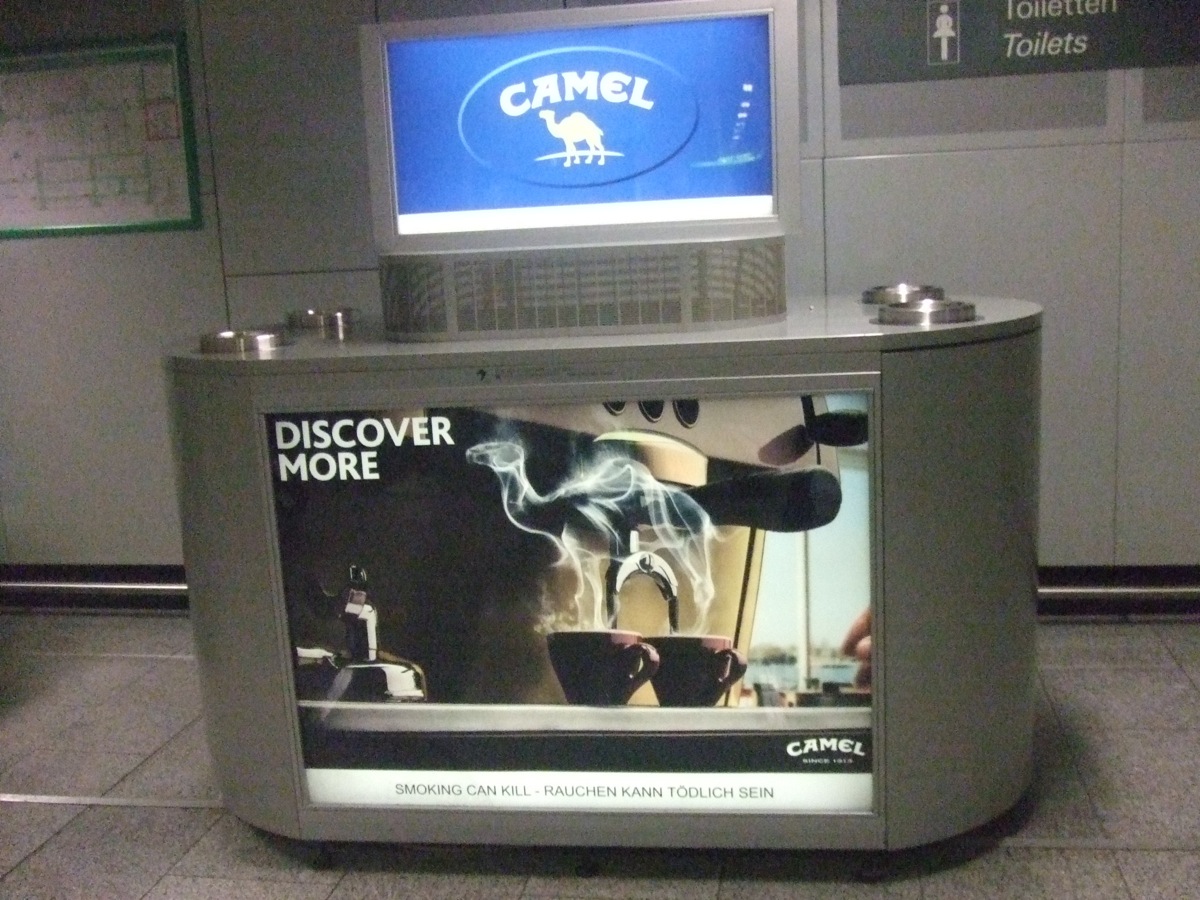 Toiletten
Toilets
CAMEL
DISCOVER
MORE
CAMEL
SINCE 1913
SMOKING CAN KILL - RAUCHEN KANN TÖDLICH SEIN